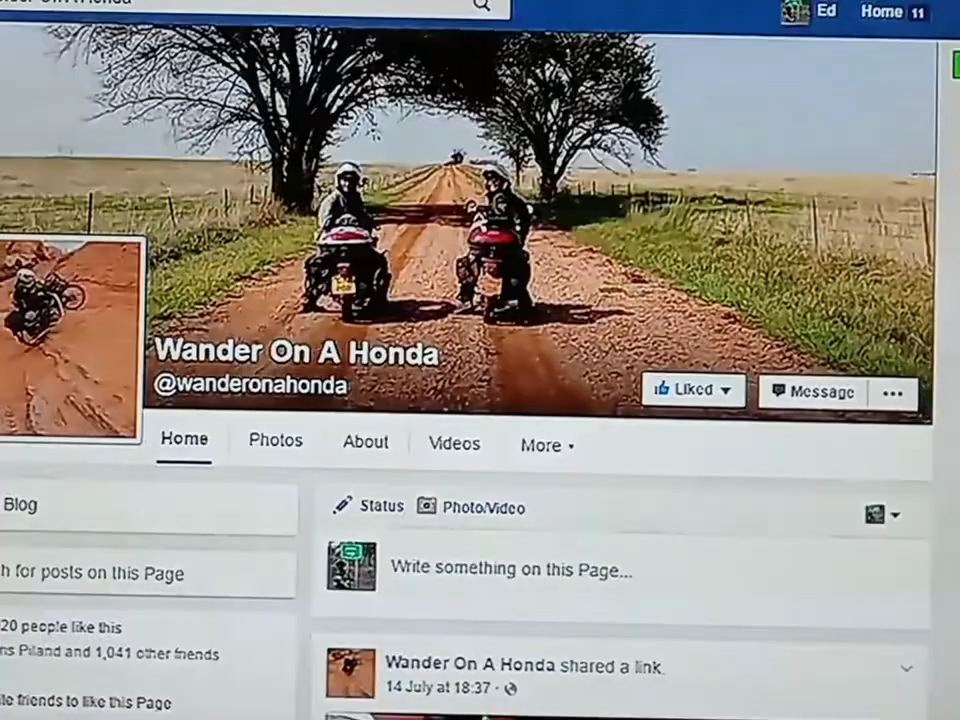 Ed Home 11
Wander On A Honda
@wanderonahonda
Liked Message
Home Photos About Videos More
Blog
Status Photo/Video
h for posts on this Page
Write something on this Page...
20 people like this
ns Piland and 1,041 other friends
le friends to like this Page
Wander On A Honda shared a link.
14 July at 18:37